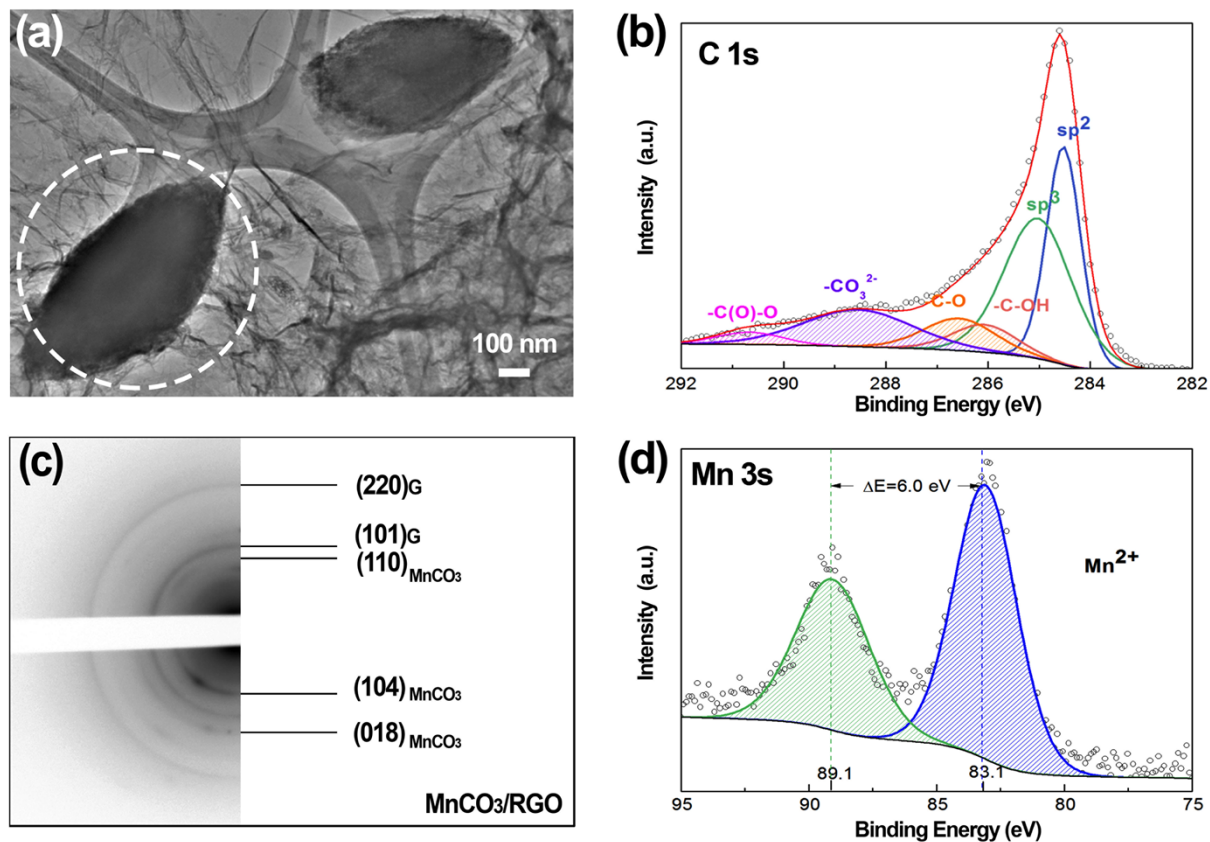 (a)
100 nm
(b)
C 1s
sp²
sp³
-CO₃²⁻
-C(O)-O
C-O
-C-OH
Intensity (a.u.)
292 290 288 286 284 282
Binding Energy (eV)
(c)
(220)G
(101)G
(110)MnCO₃
(104)MnCO₃
(018)MnCO₃
MnCO₃/RGO
(d)
Mn 3s
ΔE=6.0 eV
Mn²⁺
Intensity (a.u.)
89.1 83.1
95 90 85 80 75
Binding Energy (eV)